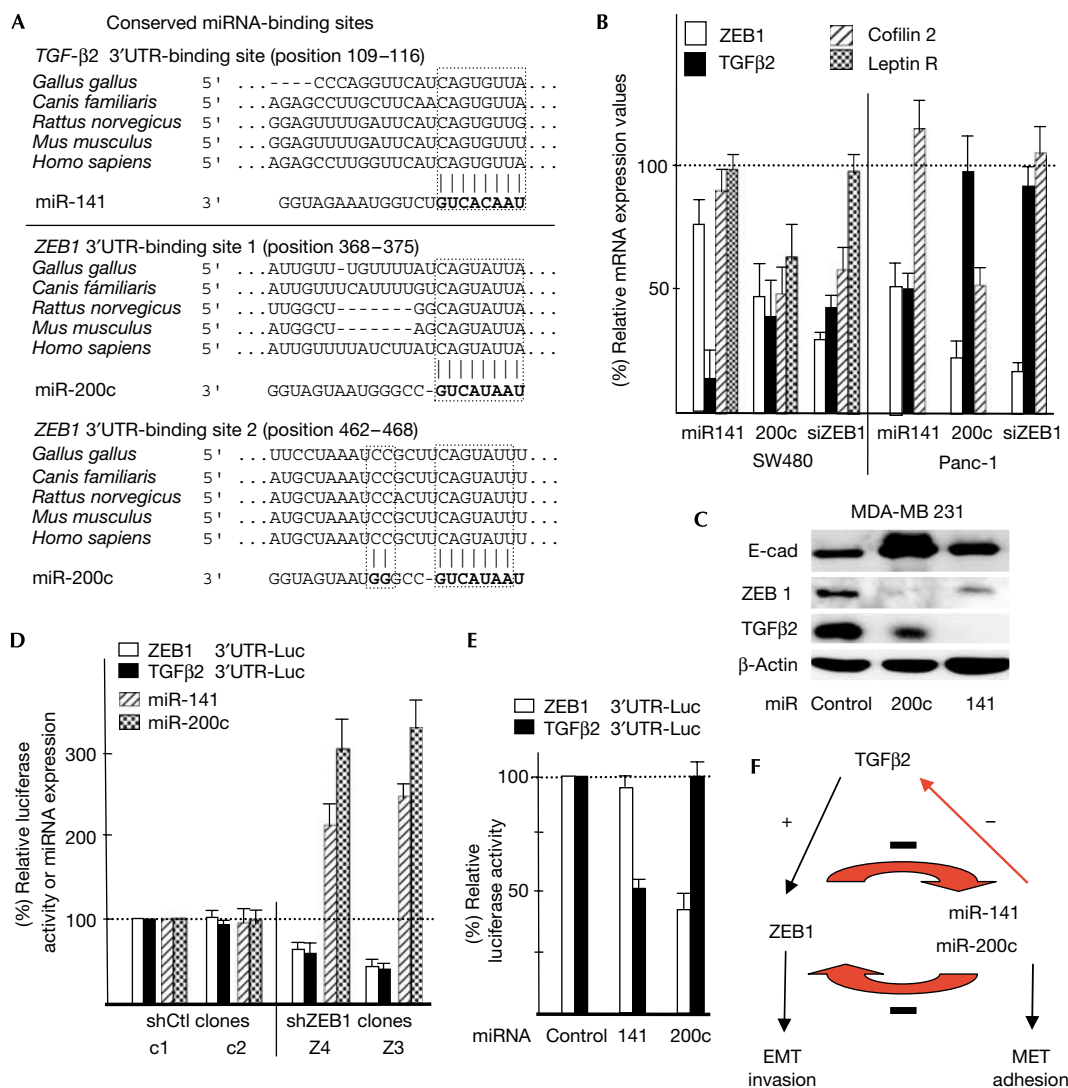 A
Conserved miRNA-binding sites
TGF-β2 3′UTR-binding site (position 109–116)
Gallus gallus 5' ...----CCCAGGUUCAUCAGUGUUA...
Canis familiaris 5' ...AGAGCCUUGCUUCAACAGUGUUA...
Rattus norvegicus 5' ...GGAGUUUUGAUUCAUCAGUGUUG...
Mus musculus 5' ...GGAGUUUUGAUUCAUCAGUGUUU...
Homo sapiens 5' ...AGAGCCUUGGUUCAUCAGUGUUA...
miR-141 3' GGUAGAAAUGGUCUGUCACAAU
ZEB1 3′UTR-binding site 1 (position 368–375)
Gallus gallus 5' ...AUUGUU-UGUUUUAUCAGUAUUA...
Canis fámiliaris 5' ...AUUGUUUCAUUUUGUCAGUAUUA...
Rattus norvegicus 5' ...UUGGCU-------GGCAGUAUUA...
Mus musculus 5' ...AUGGCU-------AGCAGUAUUA...
Homo sapiens 5' ...AUUGUUUUAUCUUAUCAGUAUUA...
miR-200c 3' GGUAGUAAUGGGCC-GUCAUAAU
ZEB1 3′UTR-binding site 2 (position 462–468)
Gallus gallus 5' ...UUCCUAAAUCCGCUUCAGUAUUU...
Canis familiaris 5' ...AUGCUAAAUCCGCUUCAGUAUUU...
Rattus norvegicus 5' ...AUGCUAAAUCCACUUCAGUAUUU...
Mus musculus 5' ...AUGCUAAAUCCGCUUCAGUAUUU...
Homo sapiens 5' ...AUGCUAAAUCCGCUUCAGUAUUU...
miR-200c 3' GGUAGUAAUGGGCC-GUCAUAAU
B
ZEB1
TGFβ2
Cofilin 2
Leptin R
(%) Relative mRNA expression values
100
50
miR141 200c siZEB1 miR141 200c siZEB1
SW480 Panc-1
C
MDA-MB 231
E-cad
ZEB 1
TGFβ2
β-Actin
miR Control 200c 141
D
ZEB1 3′UTR-Luc
TGFβ2 3′UTR-Luc
miR-141
miR-200c
(%) Relative luciferase
activity or miRNA expression
300
200
100
shCtl clones shZEB1 clones
c1 c2 Z4 Z3
E
ZEB1 3′UTR-Luc
TGFβ2 3′UTR-Luc
(%) Relative
luciferase activity
100
50
miRNA Control 141 200c
F
TGFβ2
+ −
miR-141
ZEB1
miR-200c
EMT
invasion
MET
adhesion